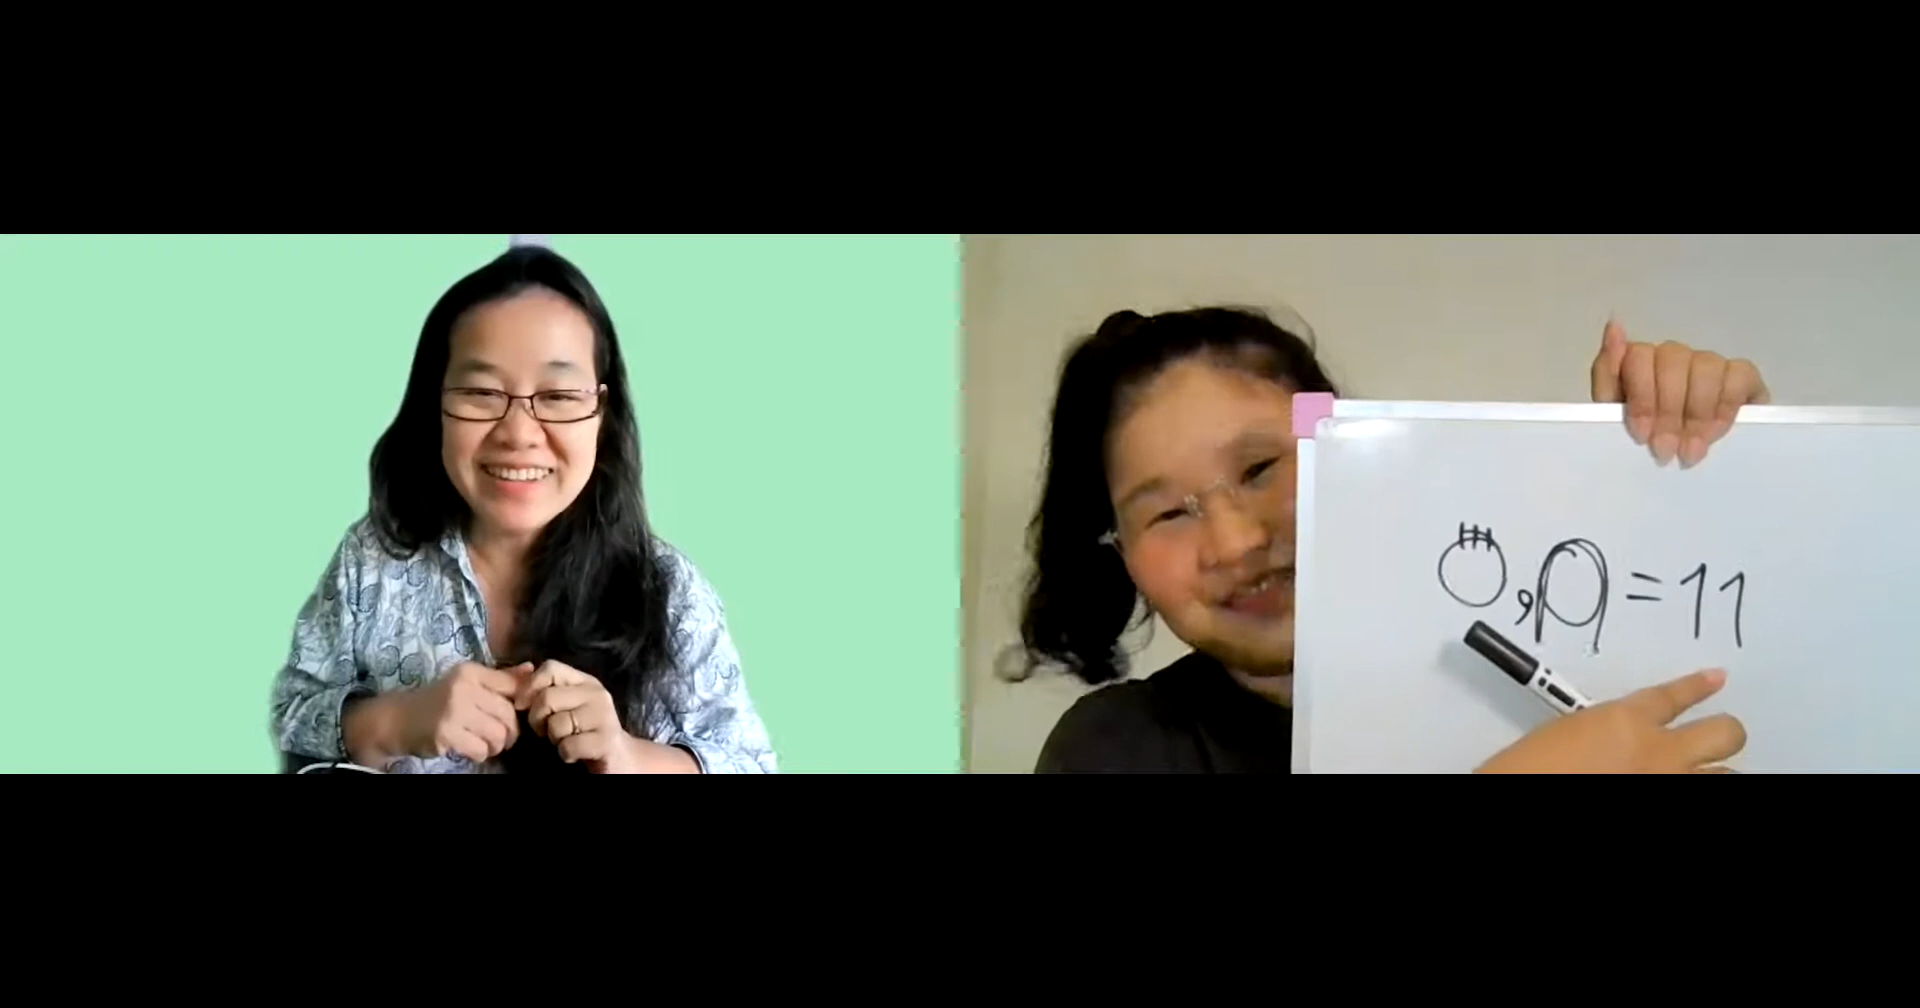 = 11